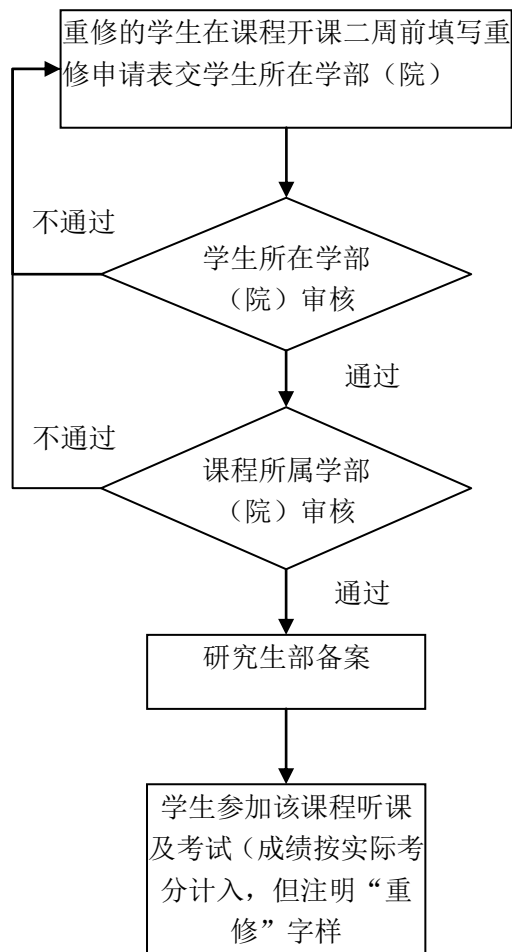 重修的学生在课程开课二周前填写重
修申请表交学生所在学部（院）
不通过
学生所在学部
（院）审核
通过
不通过
课程所属学部
（院）审核
通过
研究生部备案
学生参加该课程听课
及考试（成绩按实际考
分计入，但注明“重
修”字样